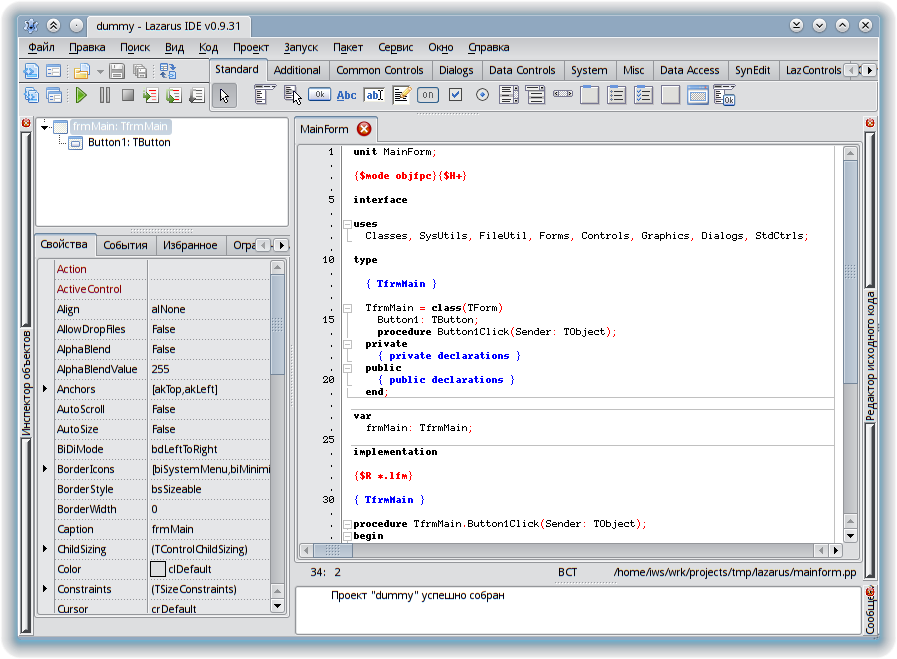 dummy - Lazarus IDE v0.9.31
Файл Правка Поиск Вид Код Проект Запуск Пакет Сервис Окно Справка
Standard Additional Common Controls Dialogs Data Controls System Misc Data Access SynEdit LazControls
Ok Abc abI on Ok
frmMain: TfrmMain
Button1: TButton
Инспектор объектов
Свойства События Избранное Огра
Action
ActiveControl
Align alNone
AllowDropFiles False
AlphaBlend False
AlphaBlendValue 255
Anchors [akTop,akLeft]
AutoScroll False
AutoSize False
BiDiMode bdLeftToRight
BorderIcons [biSystemMenu,biMinimi
BorderStyle bsSizeable
BorderWidth 0
Caption frmMain
ChildSizing (TControlChildSizing)
Color clDefault
Constraints (TSizeConstraints)
Cursor crDefault
MainForm
1 unit MainForm;
. 
. {$mode objfpc}{$H+}
. 
5 interface
. 
. uses
. Classes, SysUtils, FileUtil, Forms, Controls, Graphics, Dialogs, StdCtrls;
. 
10 type
. 
. { TfrmMain }
. 
. TfrmMain = class(TForm)
15 Button1: TButton;
. procedure Button1Click(Sender: TObject);
. private
. { private declarations }
. public
20 { public declarations }
. end;
. 
. var
. frmMain: TfrmMain;
25
. implementation
. 
. {$R *.lfm}
. 
30 { TfrmMain }
. 
. procedure TfrmMain.Button1Click(Sender: TObject);
. begin
34: 2 ВСТ /home/iws/wrk/projects/tmp/lazarus/mainform.pp
Редактор исходного кода
Проект "dummy" успешно собран
Сообще